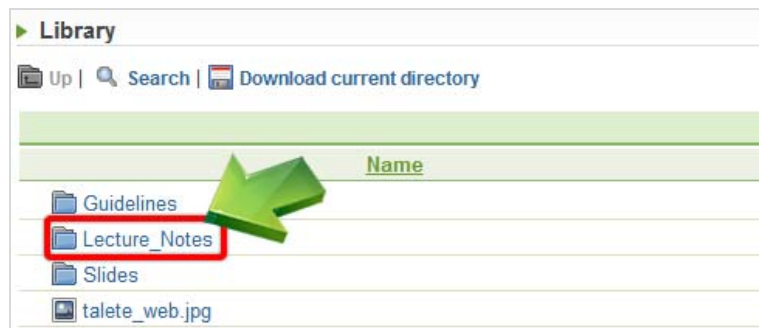 Library
Up | Search | Download current directory
Name
Guidelines
Lecture_Notes
Slides
talete_web.jpg